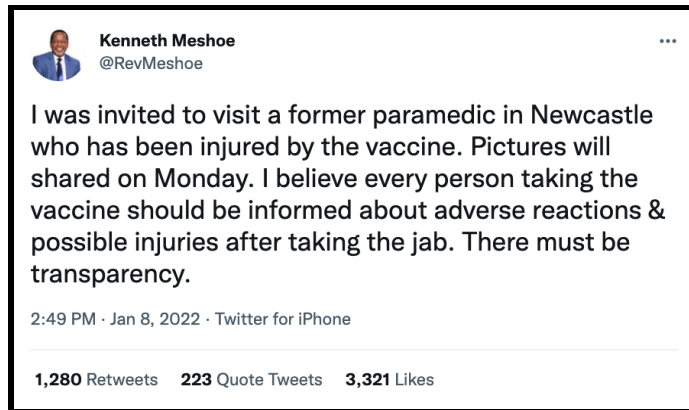 Kenneth Meshoe
@RevMeshoe
I was invited to visit a former paramedic in Newcastle
who has been injured by the vaccine. Pictures will
shared on Monday. I believe every person taking the
vaccine should be informed about adverse reactions &
possible injuries after taking the jab. There must be
transparency.
2:49 PM · Jan 8, 2022 · Twitter for iPhone
1,280 Retweets 223 Quote Tweets 3,321 Likes